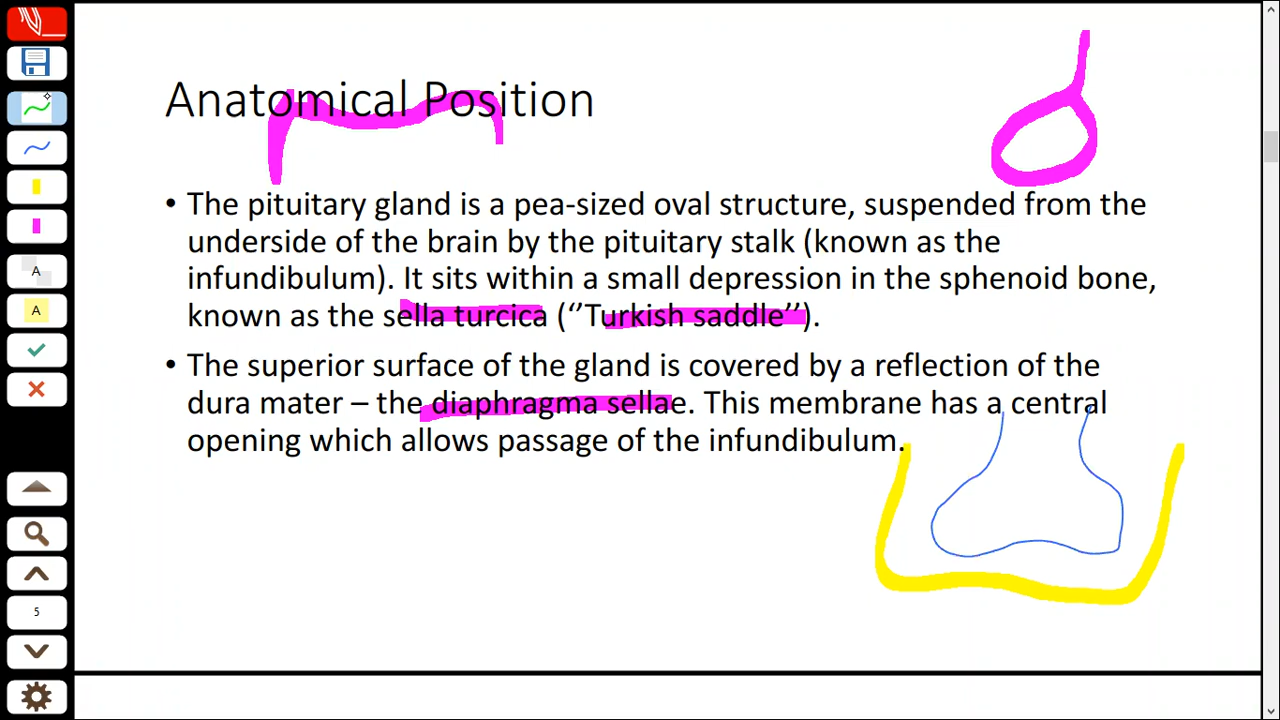 Anatomical Position
• The pituitary gland is a pea-sized oval structure, suspended from the
underside of the brain by the pituitary stalk (known as the
infundibulum). It sits within a small depression in the sphenoid bone,
known as the sella turcica (‘’Turkish saddle’’).
• The superior surface of the gland is covered by a reflection of the
dura mater – the diaphragma sellae. This membrane has a central
opening which allows passage of the infundibulum.
A
A
5